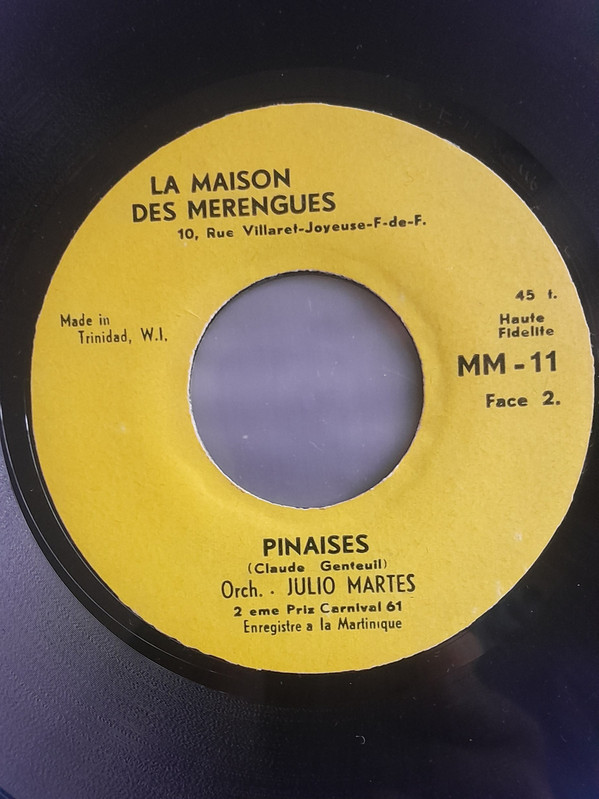 LA MAISON
DES MERENGUES
10, Rue Villaret-Joyeuse-F-de-F.
Made in
Trinidad, W.I.
45 t.
Haute
Fidelite
MM - 11
Face 2.
PINAISES
(Claude Genteuil)
Orch. . JULIO MARTES
2 eme Prix Carnival 61
Enregistre a la Martinique